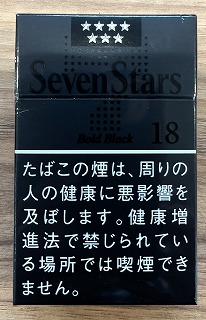 Seven Stars
Bold Black
18
たばこの煙は、周りの
人の健康に悪影響を
及ぼします。健康増
進法で禁じられてい
る場所では喫煙でき
ません。